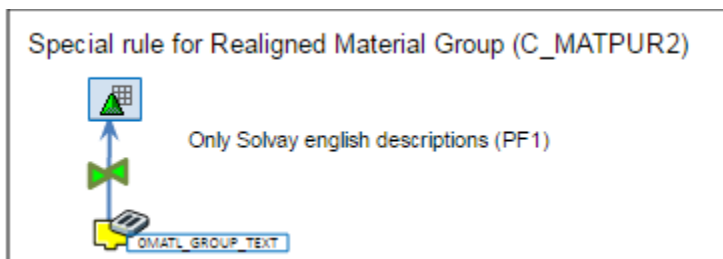 Special rule for Realigned Material Group (C_MATPUR2)
Only Solvay english descriptions (PF1)
0MATL_GROUP_TEXT